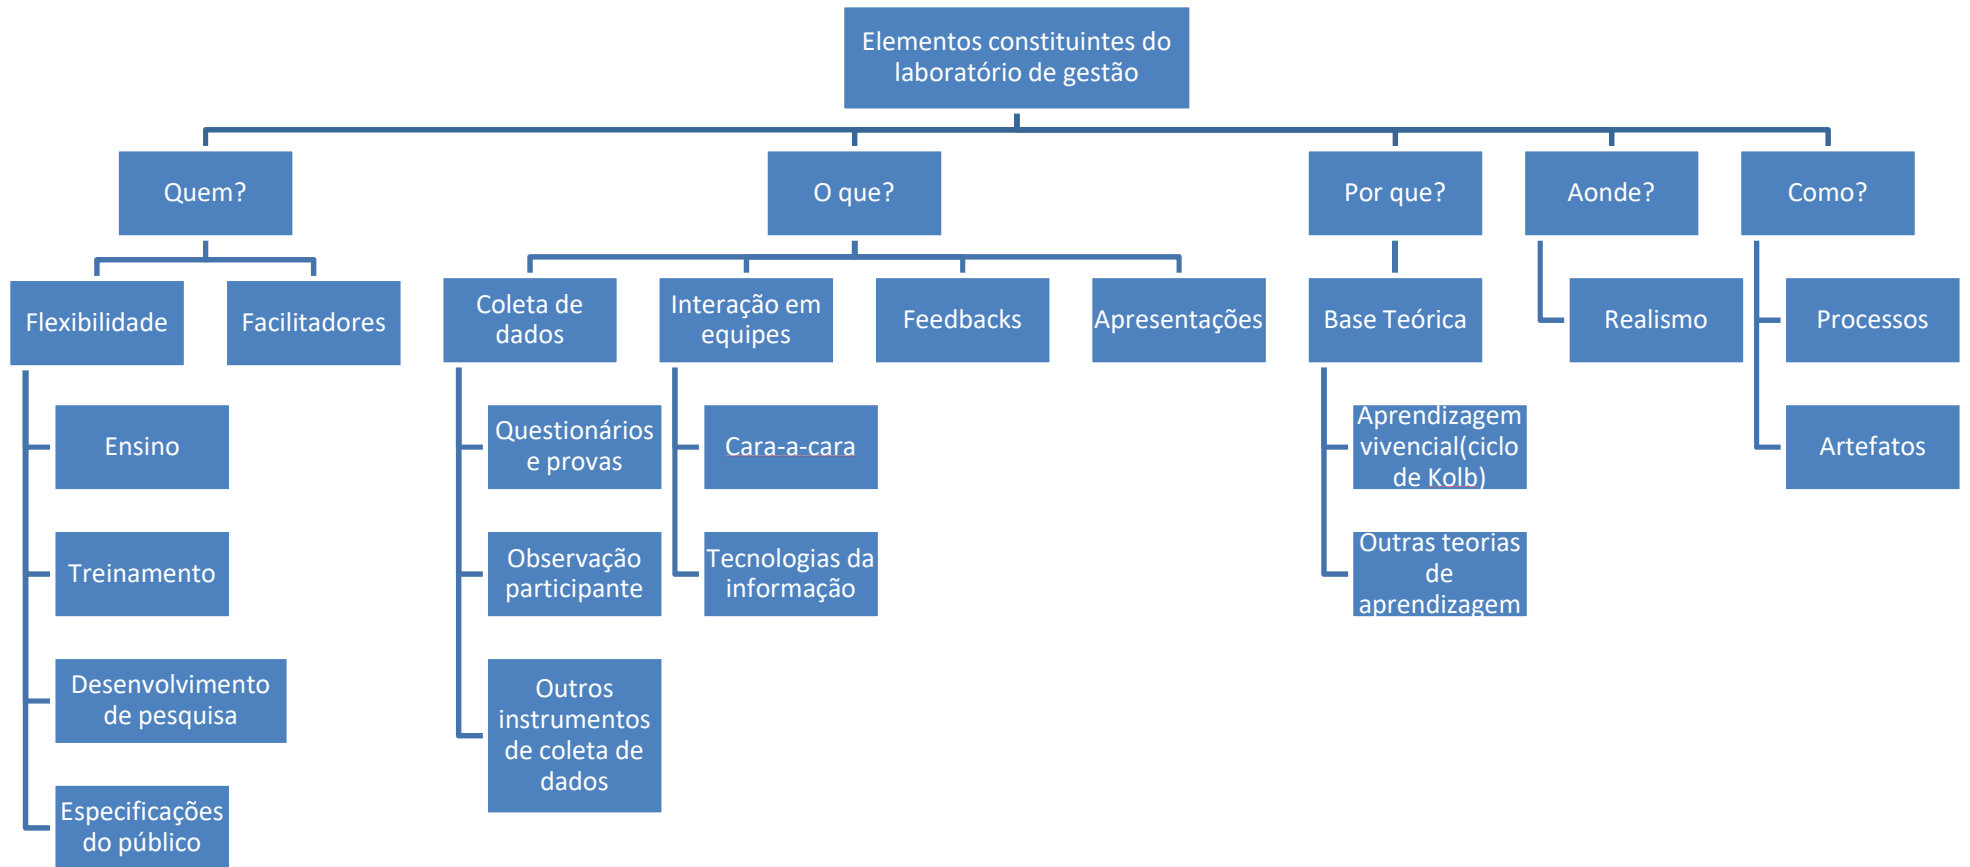 Elementos constituintes do
laboratório de gestão
Quem?
O que?
Por que?
Aonde?
Como?
Flexibilidade
Facilitadores
Coleta de
dados
Interação em
equipes
Feedbacks
Apresentações
Base Teórica
Realismo
Processos
Ensino
Questionários
e provas
Cara-a-cara
Aprendizagem
vivencial(ciclo
de Kolb)
Artefatos
Treinamento
Observação
participante
Tecnologias da
informação
Outras teorias
de
aprendizagem
Desenvolvimento
de pesquisa
Outros
instrumentos
de coleta de
dados
Especificações
do público